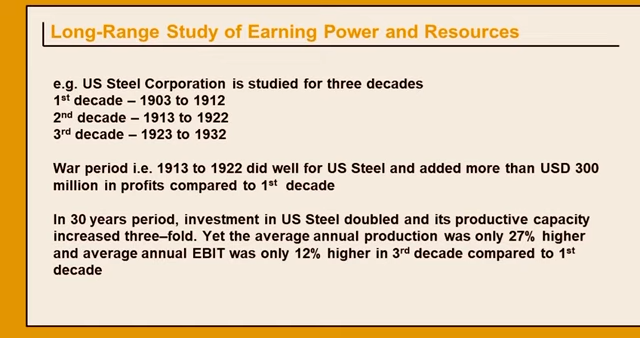 Long-Range Study of Earning Power and Resources
e.g. US Steel Corporation is studied for three decades
1st decade – 1903 to 1912
2nd decade – 1913 to 1922
3rd decade – 1923 to 1932
War period i.e. 1913 to 1922 did well for US Steel and added more than USD 300
million in profits compared to 1st decade
In 30 years period, investment in US Steel doubled and its productive capacity
increased three–fold. Yet the average annual production was only 27% higher
and average annual EBIT was only 12% higher in 3rd decade compared to 1st
decade